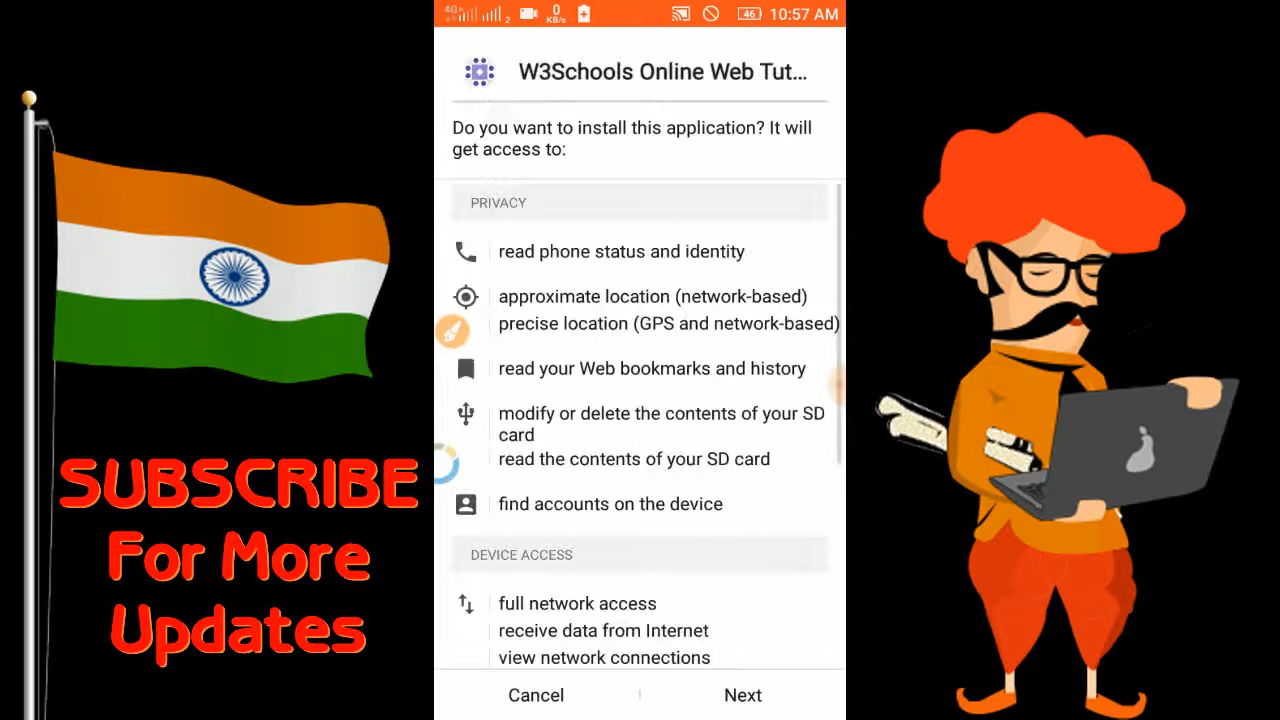 4G
2
0
KB/s
46
10:57 AM
W3Schools Online Web Tut...
Do you want to install this application? It will
get access to:
PRIVACY
read phone status and identity
approximate location (network-based)
precise location (GPS and network-based)
read your Web bookmarks and history
modify or delete the contents of your SD
card
read the contents of your SD card
find accounts on the device
DEVICE ACCESS
full network access
receive data from Internet
view network connections
Cancel
Next
SUBSCRIBE
For More
Updates